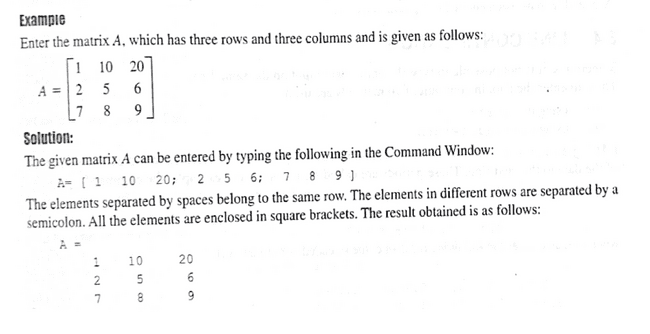 Example
Enter the matrix A, which has three rows and three columns and is given as follows:
[1 10 20]
A = [2 5 6]
[7 8 9]
Solution:
The given matrix A can be entered by typing the following in the Command Window:
A= [ 1 10 20; 2 5 6; 7 8 9 ]
The elements separated by spaces belong to the same row. The elements in different rows are separated by a
semicolon. All the elements are enclosed in square brackets. The result obtained is as follows:
A =
1 10 20
2 5 6
7 8 9